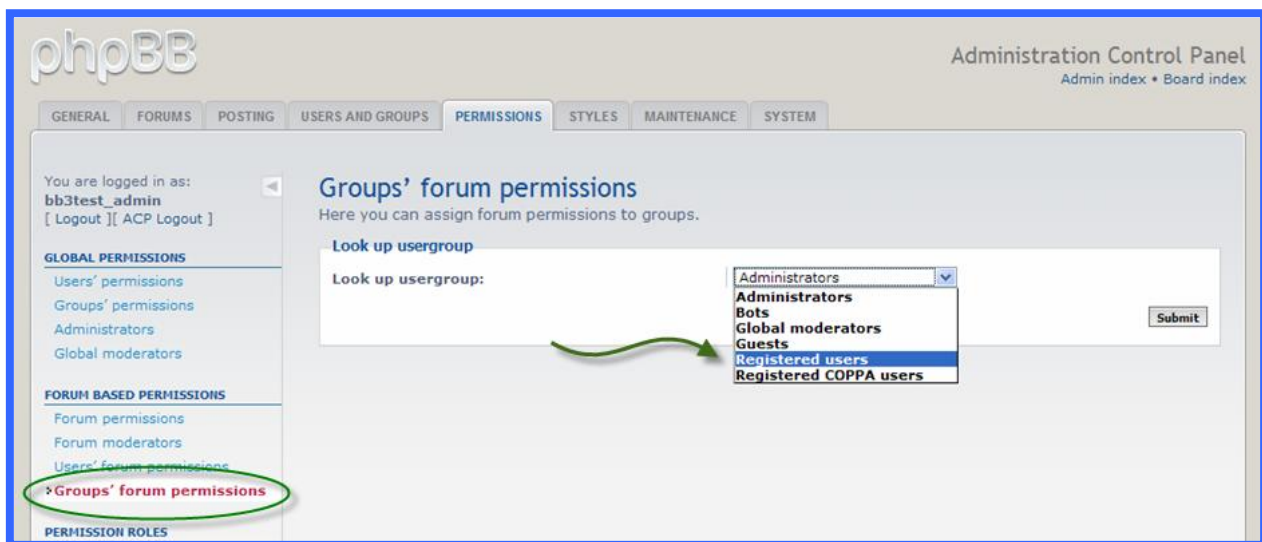 phpBB
Administration Control Panel
Admin index • Board index
GENERAL FORUMS POSTING USERS AND GROUPS PERMISSIONS STYLES MAINTENANCE SYSTEM
You are logged in as:
bb3test_admin
[ Logout ][ ACP Logout ]
GLOBAL PERMISSIONS
Users' permissions
Groups' permissions
Administrators
Global moderators
FORUM BASED PERMISSIONS
Forum permissions
Forum moderators
Users' forum permissions
Groups' forum permissions
PERMISSION ROLES
Groups' forum permissions
Here you can assign forum permissions to groups.
Look up usergroup
Look up usergroup:
Administrators
Administrators
Bots
Global moderators
Guests
Registered users
Registered COPPA users
Submit